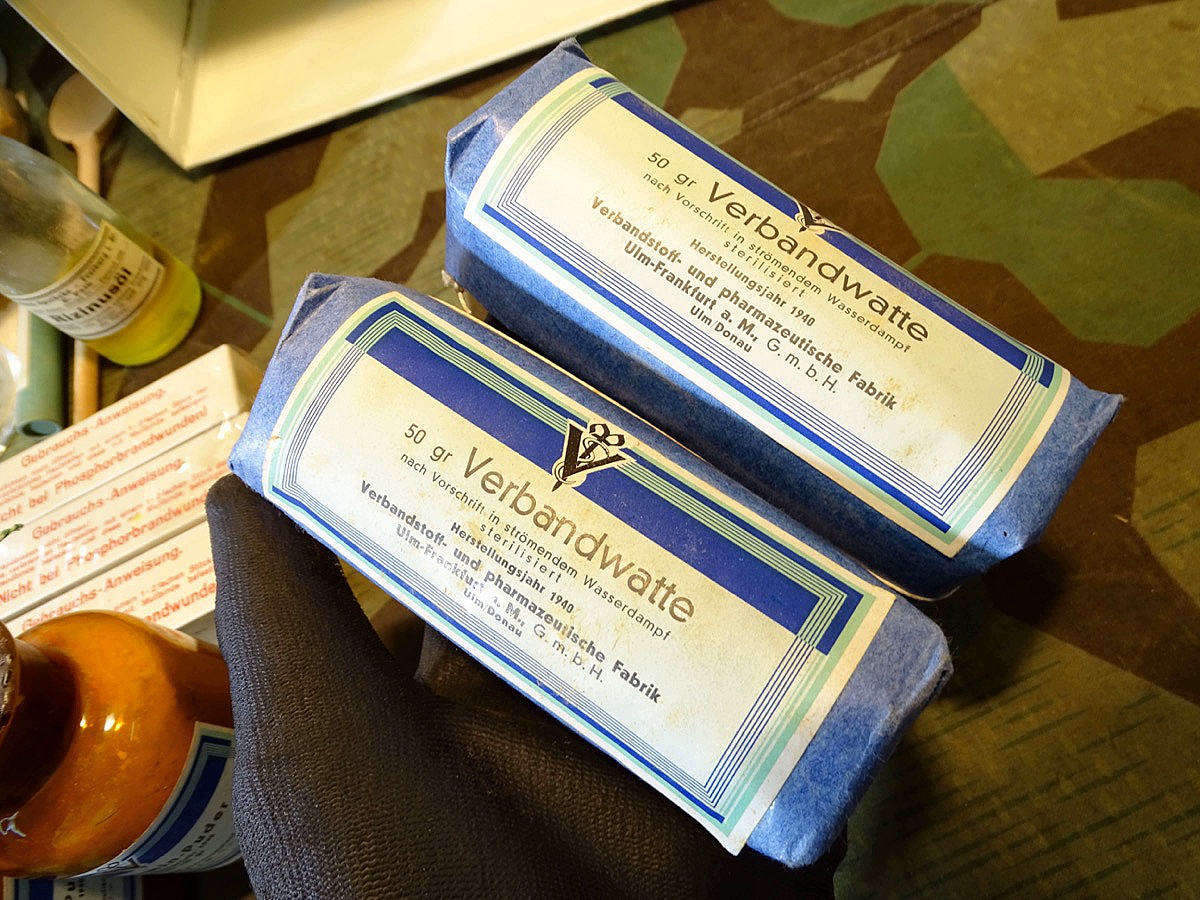 50 gr Verbandwatte
nach Vorschrift in strömendem Wasserdampf
sterilisiert
Herstellungsjahr 1940
Verbandstoff- und Pharmazeutische Fabrik
Ulm-Frankfurt a. M., G. m. b. H.
Ulm/Donau
50 gr Verbandwatte
nach Vorschrift in strömendem Wasserdampf
sterilisiert
Herstellungsjahr 1940
Verbandstoff- und Pharmazeutische Fabrik
Ulm-Frankfurt a. M., G. m. b. H.
Ulm/Donau
Gebrauchs-Anweisung.
Nicht bei Phosphorbrandwunden!
Gebrauchs-Anweisung.
Nicht bei Phosphorbrandwunden!
Gebrauchs-Anweisung.
Puder